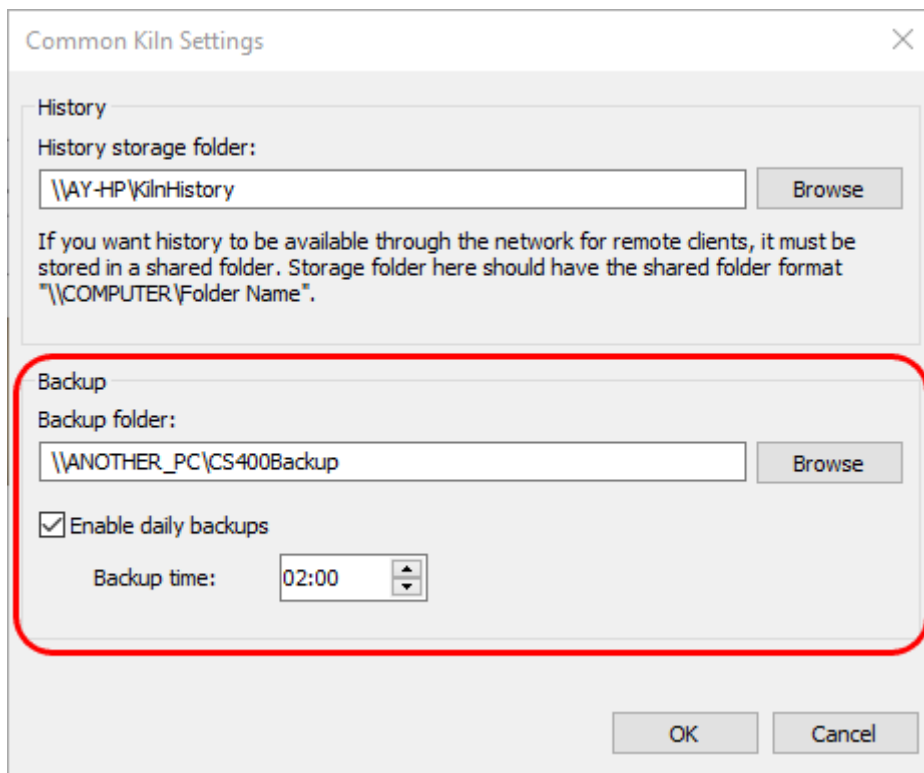 Common Kiln Settings
History
History storage folder:
\\AY-HP\KilnHistory
Browse
If you want history to be available through the network for remote clients, it must be
stored in a shared folder. Storage folder here should have the shared folder format
"\\COMPUTER\Folder Name".
Backup
Backup folder:
\\ANOTHER_PC\CS400Backup
Browse
Enable daily backups
Backup time:
02:00
OK
Cancel